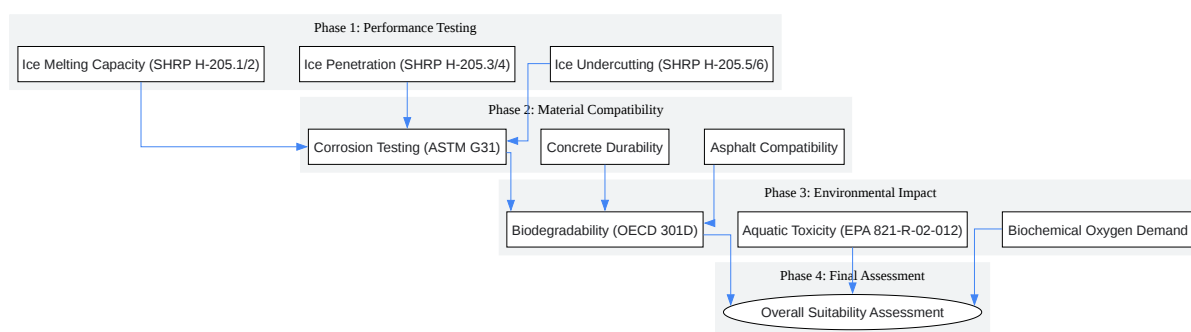 Phase 1: Performance Testing
Ice Melting Capacity (SHRP H-205.1/2)
Ice Penetration (SHRP H-205.3/4)
Ice Undercutting (SHRP H-205.5/6)
Phase 2: Material Compatibility
Corrosion Testing (ASTM G31)
Concrete Durability
Asphalt Compatibility
Phase 3: Environmental Impact
Biodegradability (OECD 301D)
Aquatic Toxicity (EPA 821-R-02-012)
Biochemical Oxygen Demand
Phase 4: Final Assessment
Overall Suitability Assessment